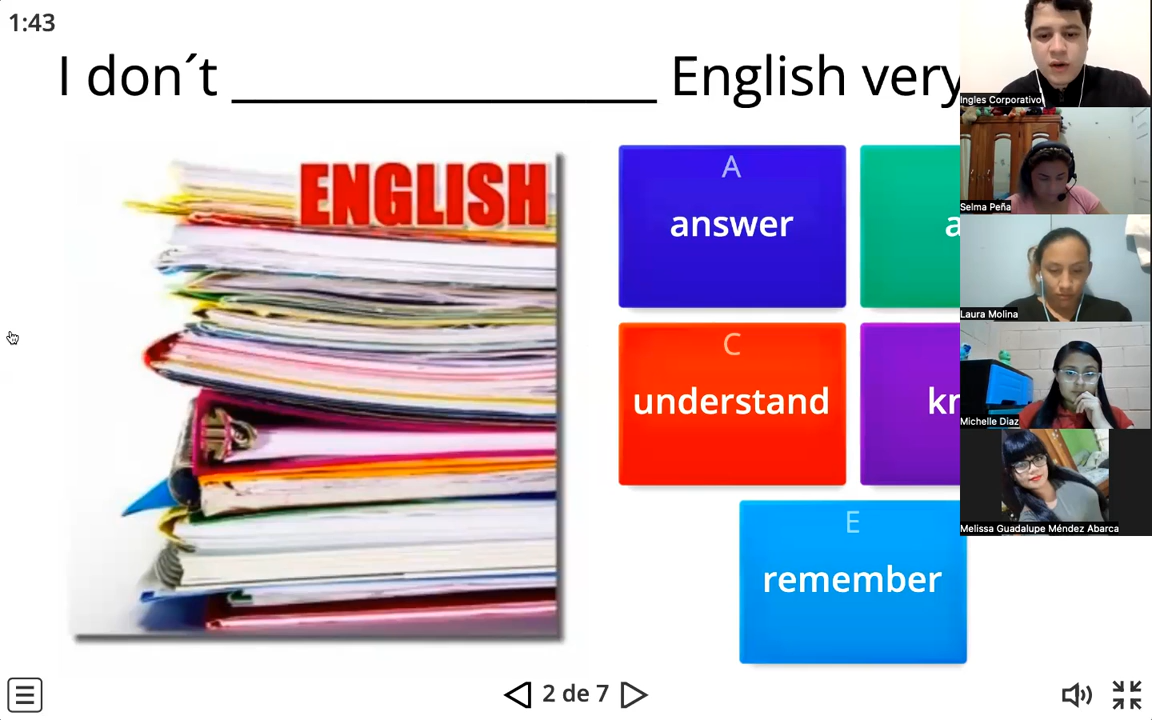 1:43
I don´t ________________ English very
ENGLISH
A
answer
C
understand
E
remember
2 de 7
Ingles Corporativo
Selma Peña
Laura Molina
Michelle Diaz
Melissa Guadalupe Méndez Abarca